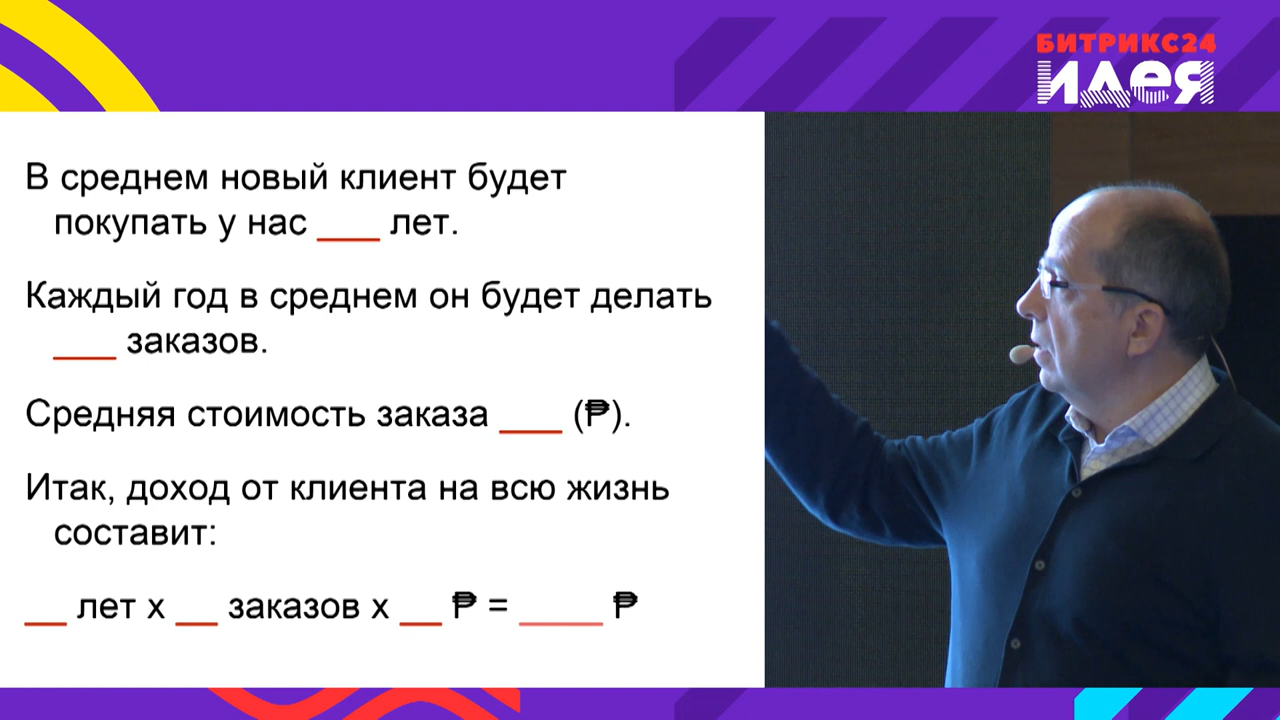 БИТРИКС24
идея
В среднем новый клиент будет
покупать у нас ___ лет.
Каждый год в среднем он будет делать
___ заказов.
Средняя стоимость заказа ___ (₱).
Итак, доход от клиента на всю жизнь
составит:
__ лет х __ заказов х __ ₱ = ____ ₱